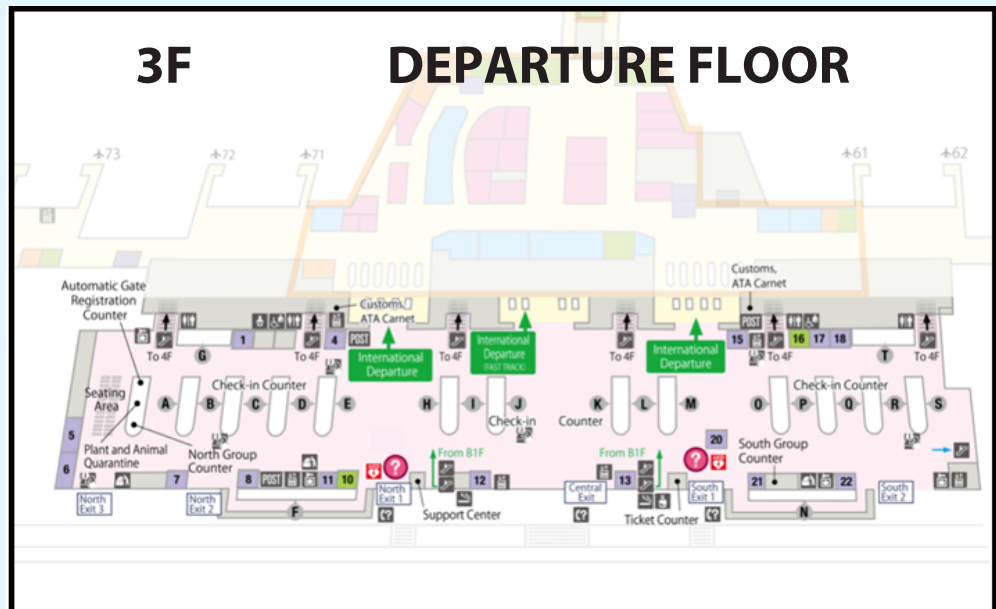 3F
DEPARTURE FLOOR
73
72
71
61
62
Automatic Gate
Registration
Counter
Customs,
ATA Carnet
Customs,
ATA Carnet
To 4F
G
1
To 4F
4
POST
International
Departure
To 4F
International
Departure
(FAST TRACK)
To 4F
International
Departure
POST
15
To 4F
16
17
18
T
To 4F
Seating
Area
Check-in Counter
A
B
C
D
E
H
I
J
Check-in
K
Counter
L
M
O
Check-in Counter
P
Q
R
S
5
6
Plant and Animal
Quarantine
North Group
Counter
North
Exit 3
7
North
Exit 2
8
POST
11
10
F
?
North
Exit 1
From B1F
Support Center
12
Central
Exit
From B1F
13
?
Ticket Counter
20
South
Exit 1
South Group
Counter
21
22
N
South
Exit 2